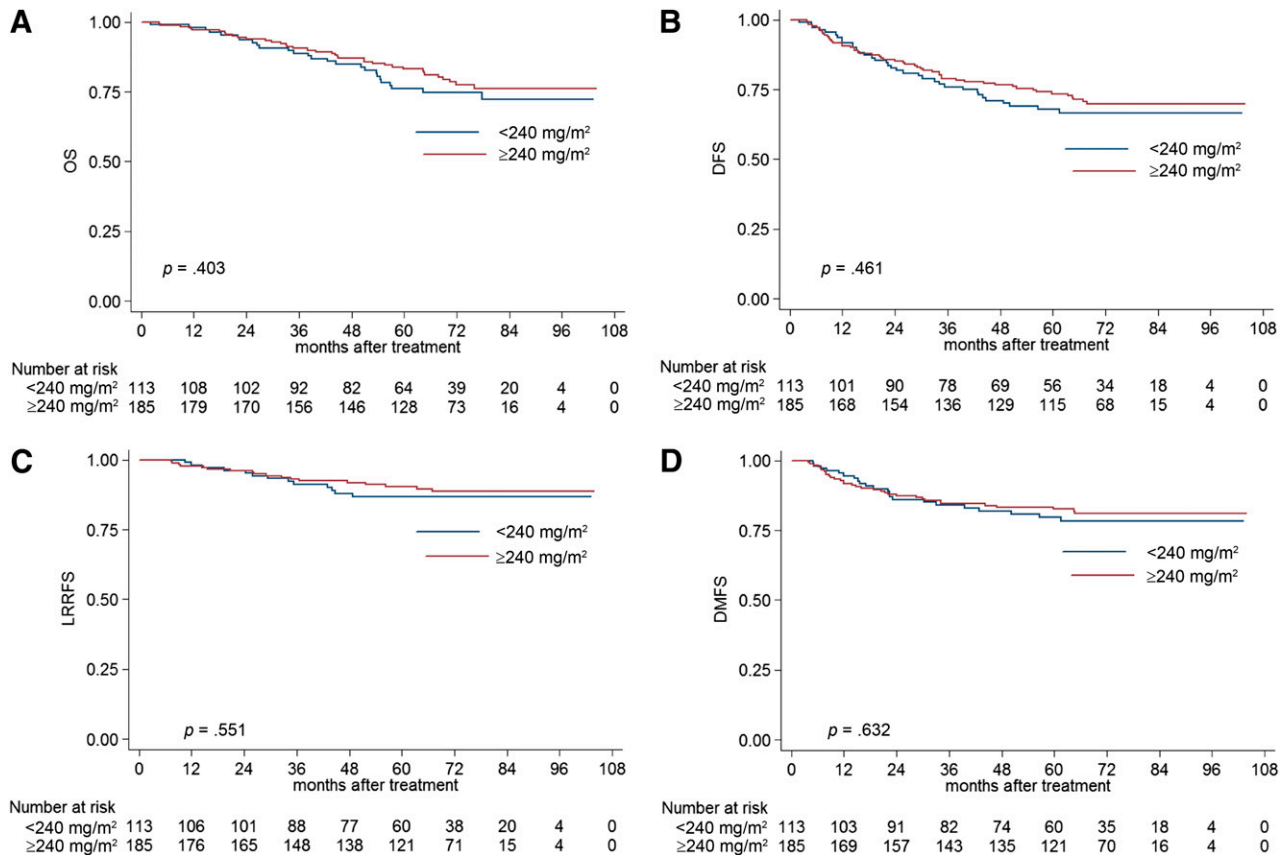 A
1.00
0.75
0.50
0.25
0.00
OS
<240 mg/m²
≥240 mg/m²
p = .403
0 12 24 36 48 60 72 84 96 108
months after treatment
Number at risk
<240 mg/m² 113 108 102 92 82 64 39 20 4 0
≥240 mg/m² 185 179 170 156 146 128 73 16 4 0
B
1.00
0.75
0.50
0.25
0.00
DFS
<240 mg/m²
≥240 mg/m²
p = .461
0 12 24 36 48 60 72 84 96 108
months after treatment
Number at risk
<240 mg/m² 113 101 90 78 69 56 34 18 4 0
≥240 mg/m² 185 168 154 136 129 115 68 15 4 0
C
1.00
0.75
0.50
0.25
0.00
LRRFS
<240 mg/m²
≥240 mg/m²
p = .551
0 12 24 36 48 60 72 84 96 108
months after treatment
Number at risk
<240 mg/m² 113 106 101 88 77 60 38 20 4 0
≥240 mg/m² 185 176 165 148 138 121 71 15 4 0
D
1.00
0.75
0.50
0.25
0.00
DMFS
<240 mg/m²
≥240 mg/m²
p = .632
0 12 24 36 48 60 72 84 96 108
months after treatment
Number at risk
<240 mg/m² 113 103 91 82 74 60 35 18 4 0
≥240 mg/m² 185 169 157 143 135 121 70 16 4 0